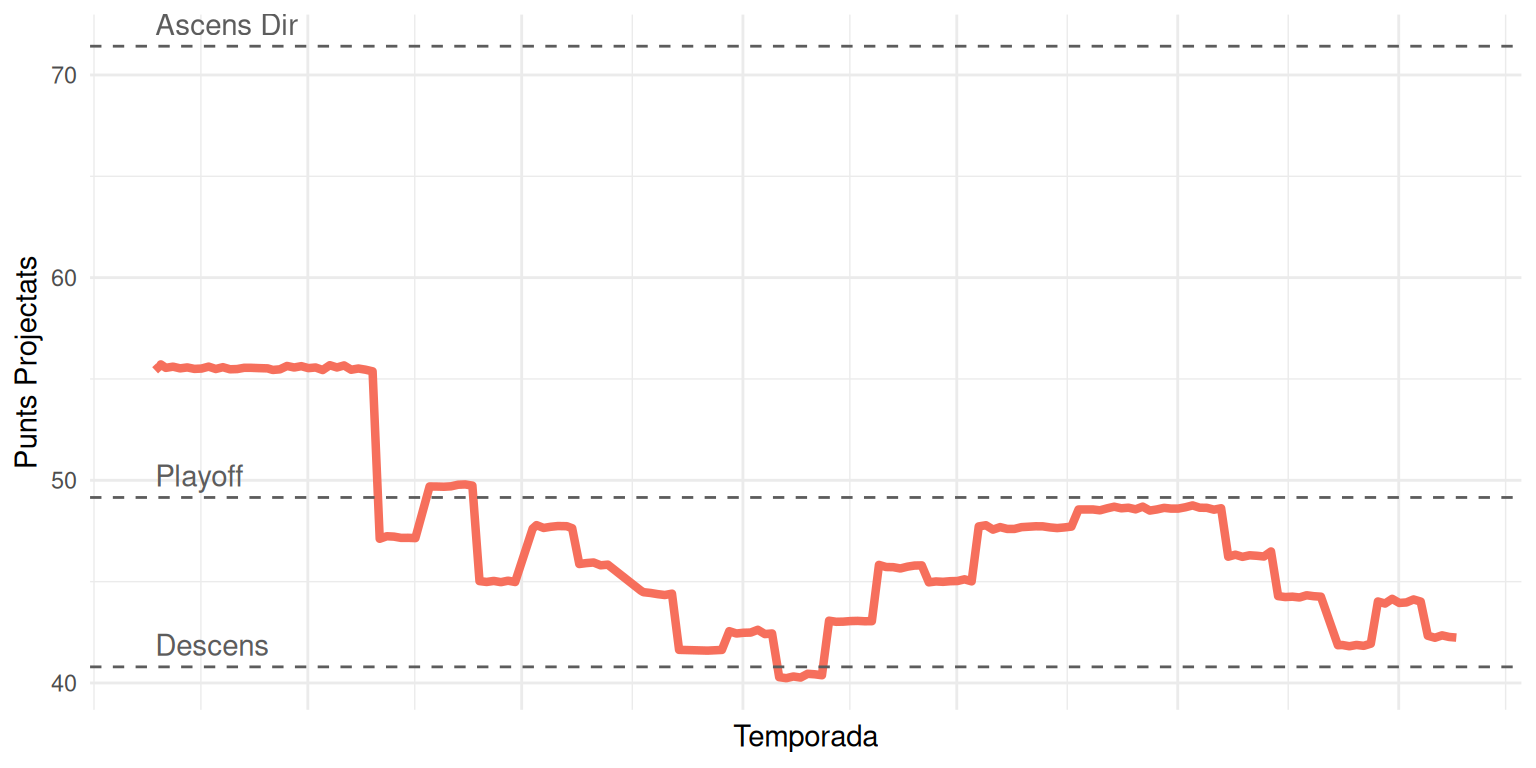 Ascens Dir
70
60
Punts Projectats
Playoff
50
Descens
40
Temporada